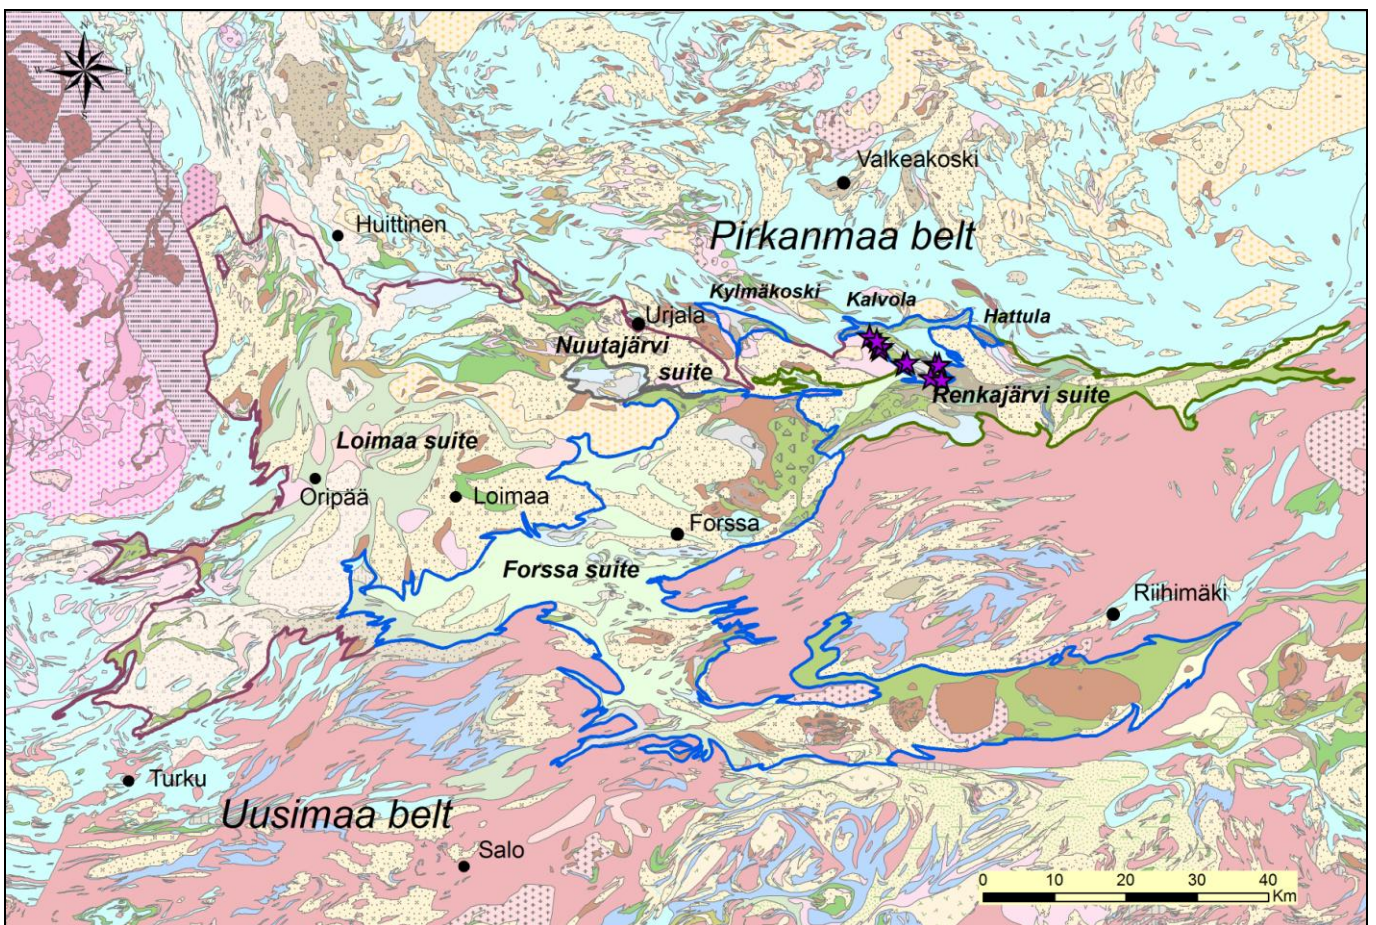 N
W
E
S
Valkeakoski
Huittinen
Pirkanmaa belt
Kylmäkoski
Kalvola
Hattula
Urjala
Nuutajärvi
suite
Renkajärvi suite
Loimaa suite
Oripää
Loimaa
Forssa
Forssa suite
Riihimäki
Turku
Uusimaa belt
Salo
0 10 20 30 40
Km